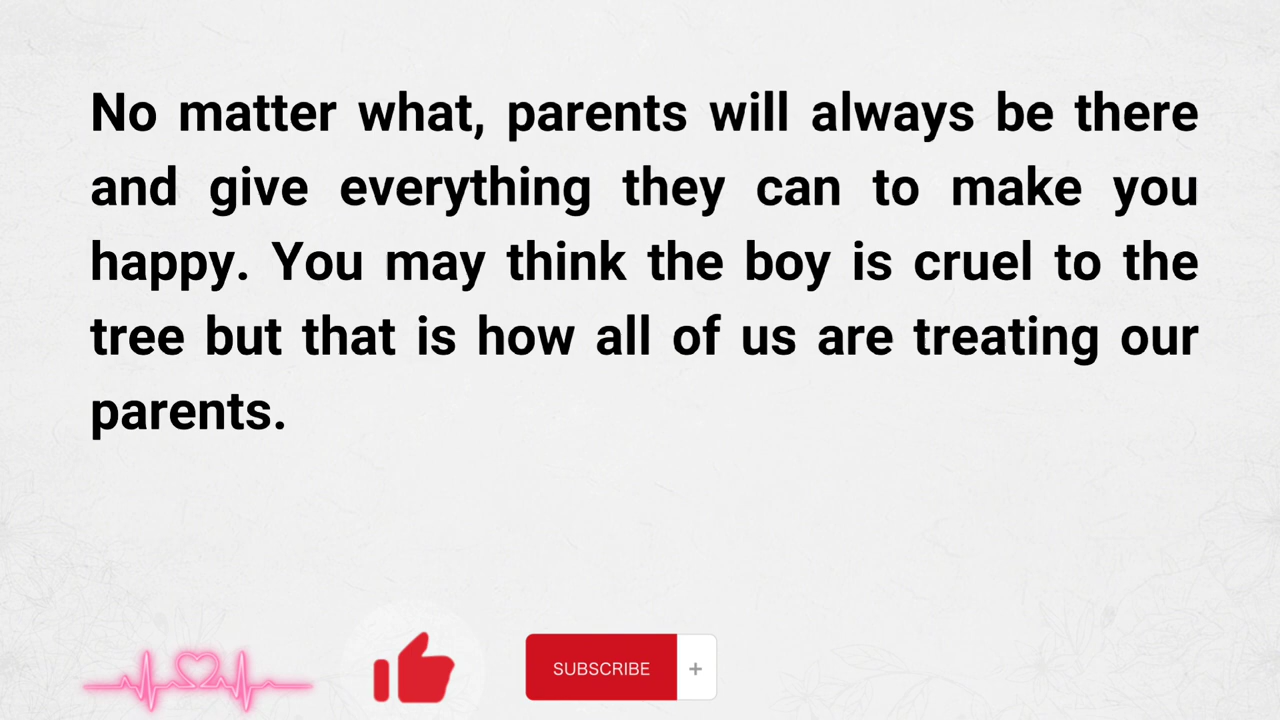 No matter what, parents will always be there
and give everything they can to make you
happy. You may think the boy is cruel to the
tree but that is how all of us are treating our
parents.
SUBSCRIBE +